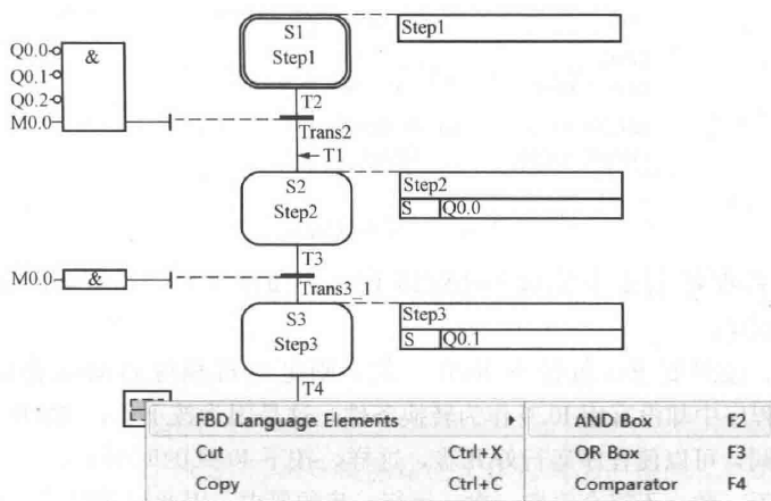 S1
Step1
Step1
Q0.0
&
Q0.1
Q0.2
M0.0
T2
Trans2
T1
S2
Step2
Step2
S Q0.0
T3
M0.0
&
Trans3_1
S3
Step3
Step3
S Q0.1
T4
FBD Language Elements
AND Box F2
Cut Ctrl+X
OR Box F3
Copy Ctrl+C
Comparator F4